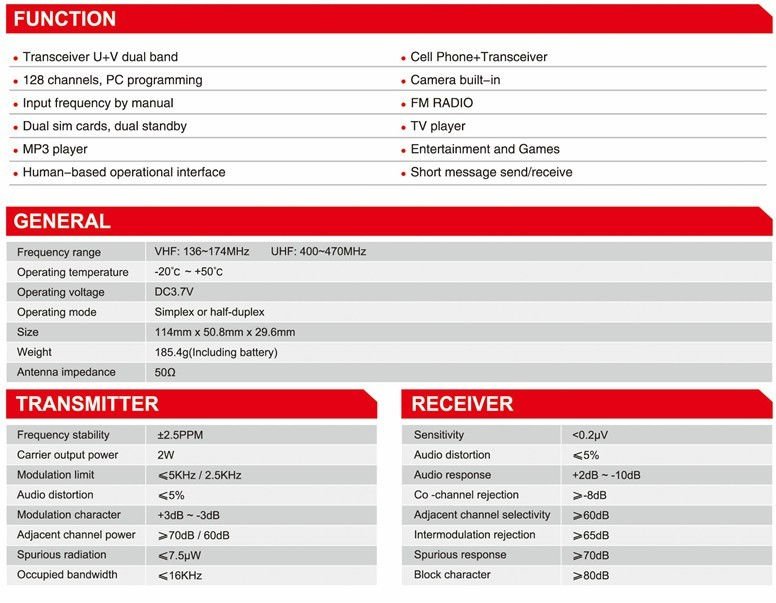 FUNCTION
Transceiver U+V dual band
Cell Phone+Transceiver
128 channels, PC programming
Camera built-in
Input frequency by manual
FM RADIO
Dual sim cards, dual standby
TV player
MP3 player
Entertainment and Games
Human-based operational interface
Short message send/receive
GENERAL
Frequency range VHF: 136~174MHz UHF: 400~470MHz
Operating temperature -20℃ ~ +50℃
Operating voltage DC3.7V
Operating mode Simplex or half-duplex
Size 114mm x 50.8mm x 29.6mm
Weight 185.4g(Including battery)
Antenna impedance 50Ω
TRANSMITTER
Frequency stability ±2.5PPM
Carrier output power 2W
Modulation limit ⩽5KHz / 2.5KHz
Audio distortion ⩽5%
Modulation character +3dB ~ -3dB
Adjacent channel power ⩾70dB / 60dB
Spurious radiation ⩽7.5μW
Occupied bandwidth ⩽16KHz
RECEIVER
Sensitivity <0.2μV
Audio distortion ⩽5%
Audio response +2dB ~ -10dB
Co -channel rejection ⩾-8dB
Adjacent channel selectivity ⩾60dB
Intermodulation rejection ⩾65dB
Spurious response ⩾70dB
Block character ⩾80dB